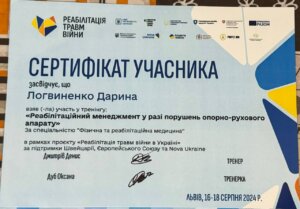 РЕАБІЛІТАЦІЯ
ТРАВМ
ВІЙНИ
СЕРТИФІКАТ УЧАСНИКА
засвідчує, що
Логвиненко Дарина
взяв (-ла) участь у тренінгу:
«Реабілітаційний менеджмент у разі порушень опорно-рухового
апарату»
За спеціальністю "Фізична та реабілітаційна медицина"
в рамках проєкту «Реабілітація травм війни в Україні»
за підтримки Швейцарії, Європейського Союзу та Nova Ukraine
Дмитріїв Денис
ТРЕНЕР
Дуб Оксана
ТРЕНЕРКА
ЛЬВІВ, 16-18 СЕРПНЯ 2024 р.